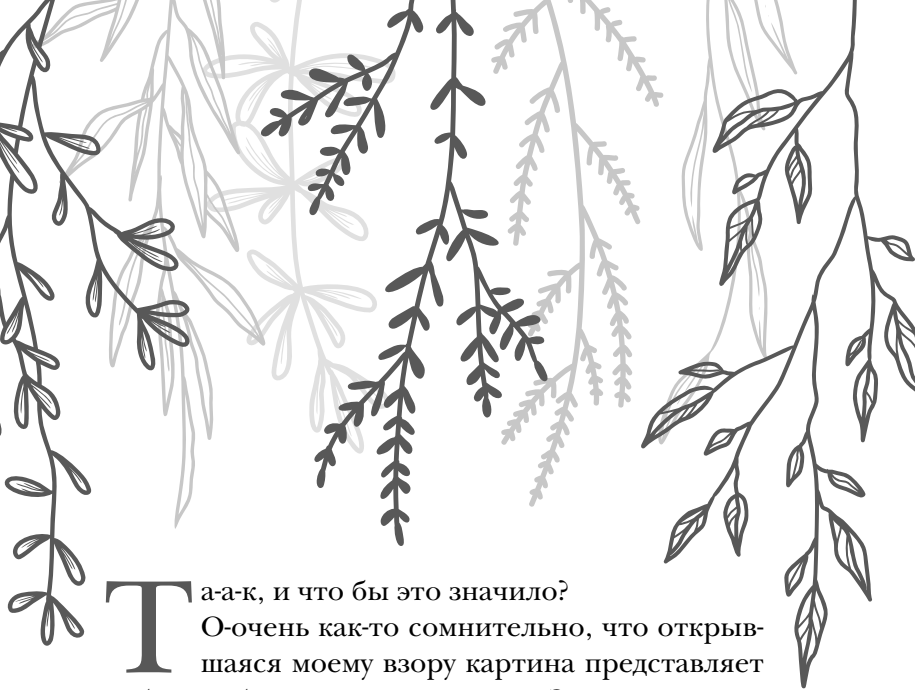 Та-а-к, и что бы это значило?
О-очень как-то сомнительно, что открыв-
шаяся моему взору картина представляет